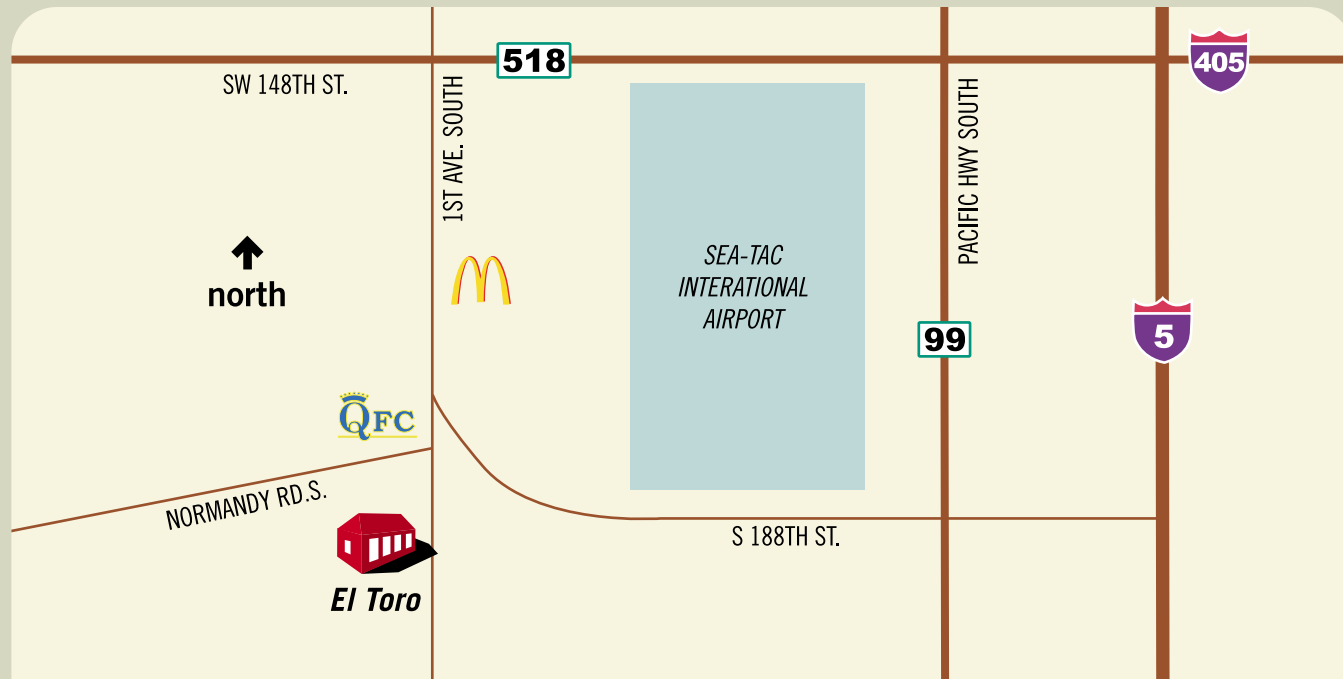 518
405
SW 148TH ST.
1ST AVE. SOUTH
PACIFIC HWY SOUTH
north
SEA-TAC
INTERATIONAL
AIRPORT
99
5
QFC
NORMANDY RD.S.
S 188TH ST.
El Toro